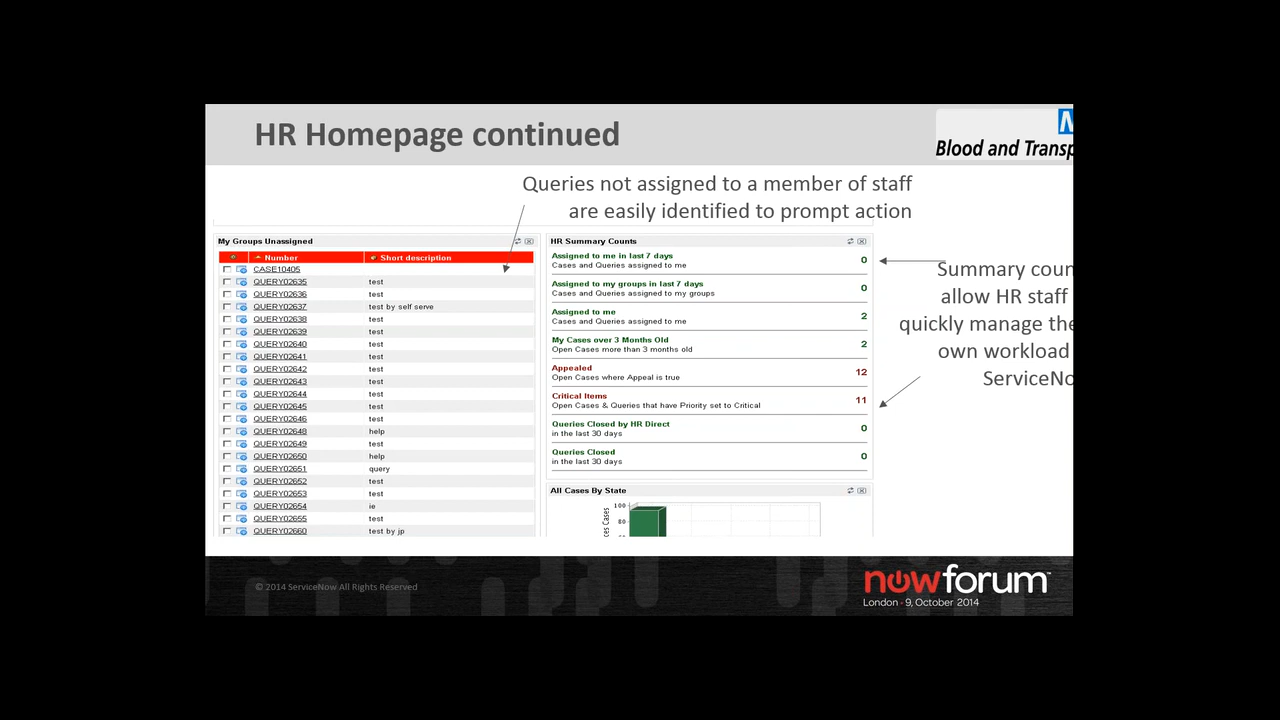 HR Homepage continued
Blood and Transp
Queries not assigned to a member of staff
are easily identified to prompt action
My Groups Unassigned
Number Short description
CASE10405
QUERY02635 test
QUERY02636 test
QUERY02637 test by self serve
QUERY02638 test
QUERY02639 test
QUERY02640 test
QUERY02641 test
QUERY02642 test
QUERY02643 test
QUERY02644 test
QUERY02645 test
QUERY02646 test
QUERY02648 help
QUERY02649 test
QUERY02650 help
QUERY02651 query
QUERY02652 test
QUERY02653 test
QUERY02654 ie
QUERY02655 test
QUERY02660 test by jp
HR Summary Counts
Assigned to me in last 7 days 0
Cases and Queries assigned to me
Assigned to my groups in last 7 days 0
Cases and Queries assigned to my groups
Assigned to me 2
Cases and Queries assigned to me
My Cases over 3 Months Old 2
Open Cases more than 3 months old
Appealed 12
Open Cases where Appeal is true
Critical Items 11
Open Cases & Queries that have Priority set to Critical
Queries Closed by HR Direct 0
in the last 30 days
Queries Closed 0
in the last 30 days
All Cases By State
100
80
Summary coun
allow HR staff
quickly manage the
own workload
ServiceNo
© 2014 ServiceNow All Rights Reserved
nowforum
London - 9, October 2014